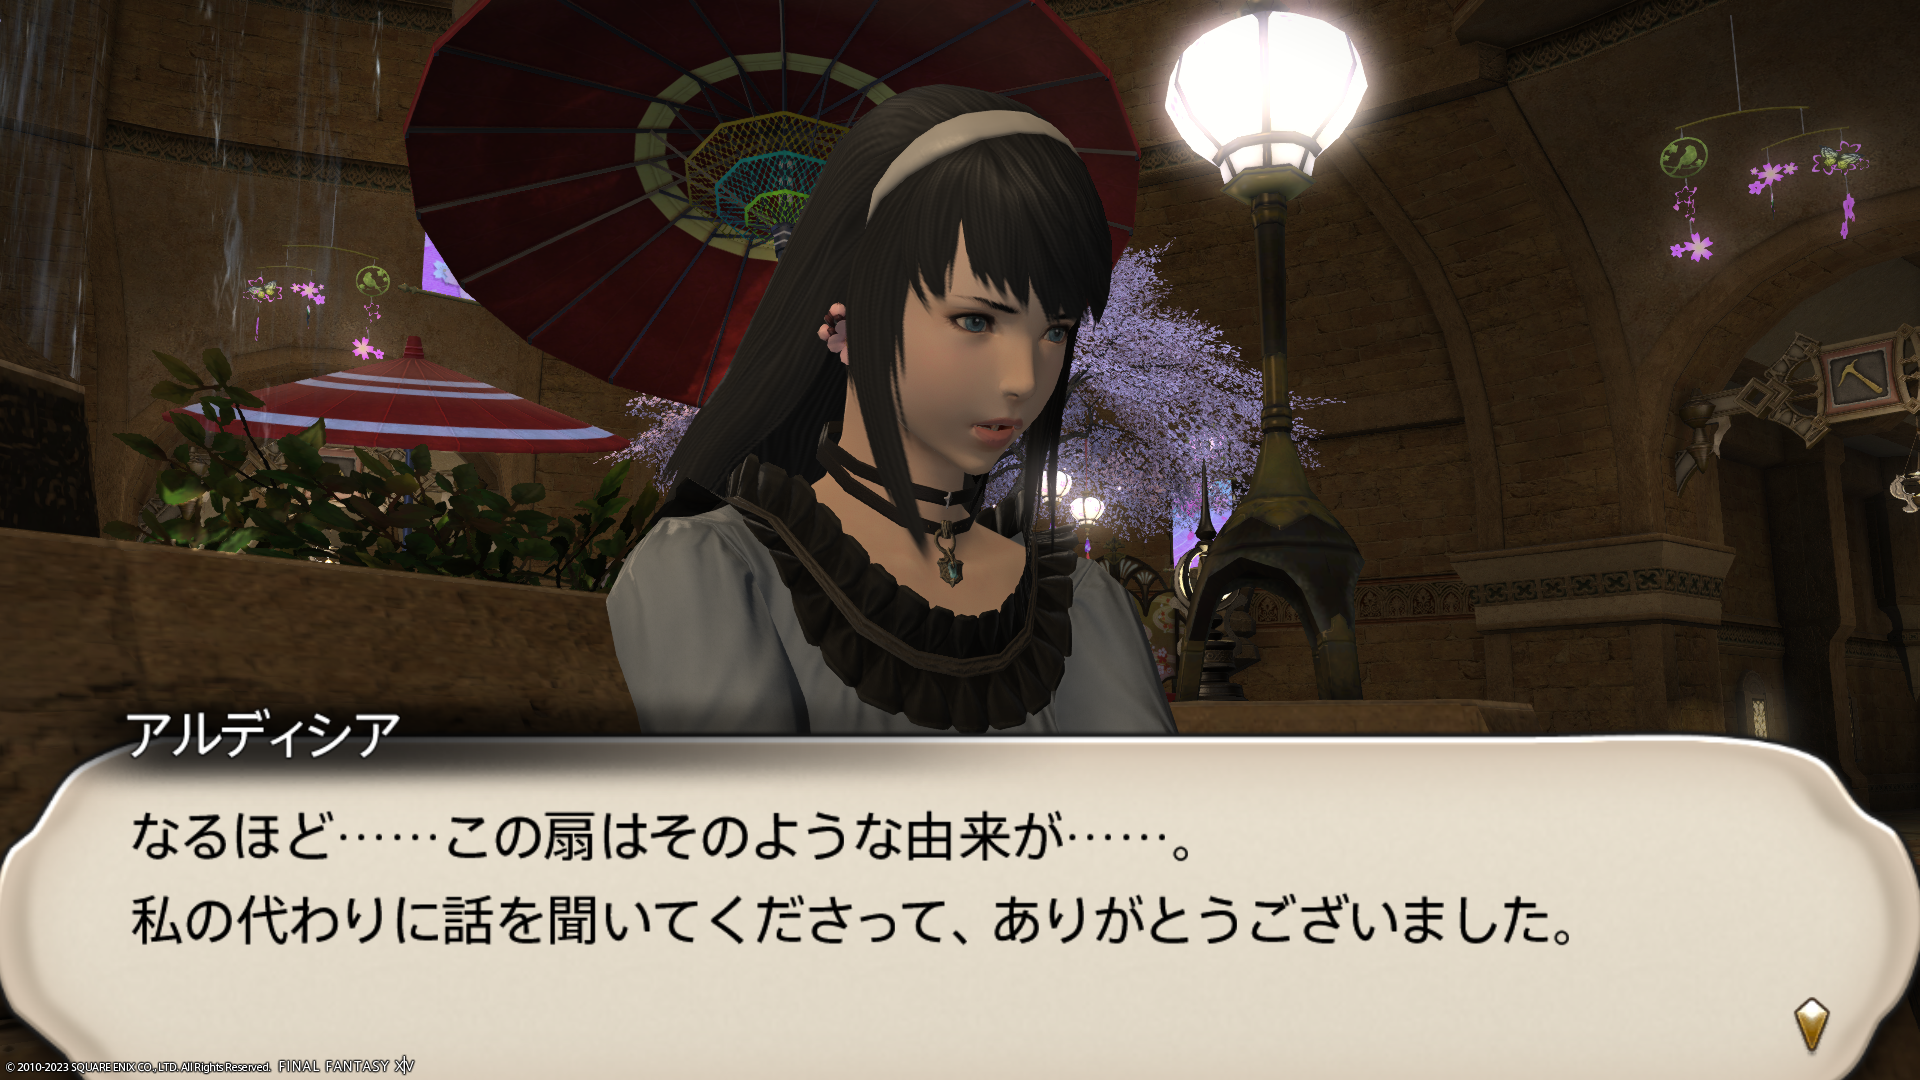 アルディシア
なるほど……この扇はそのような由来が……。
私の代わりに話を聞いてくださって、ありがとうございました。
© 2010-2023 SQUARE ENIX CO., LTD. All Rights Reserved. FINAL FANTASY XIV